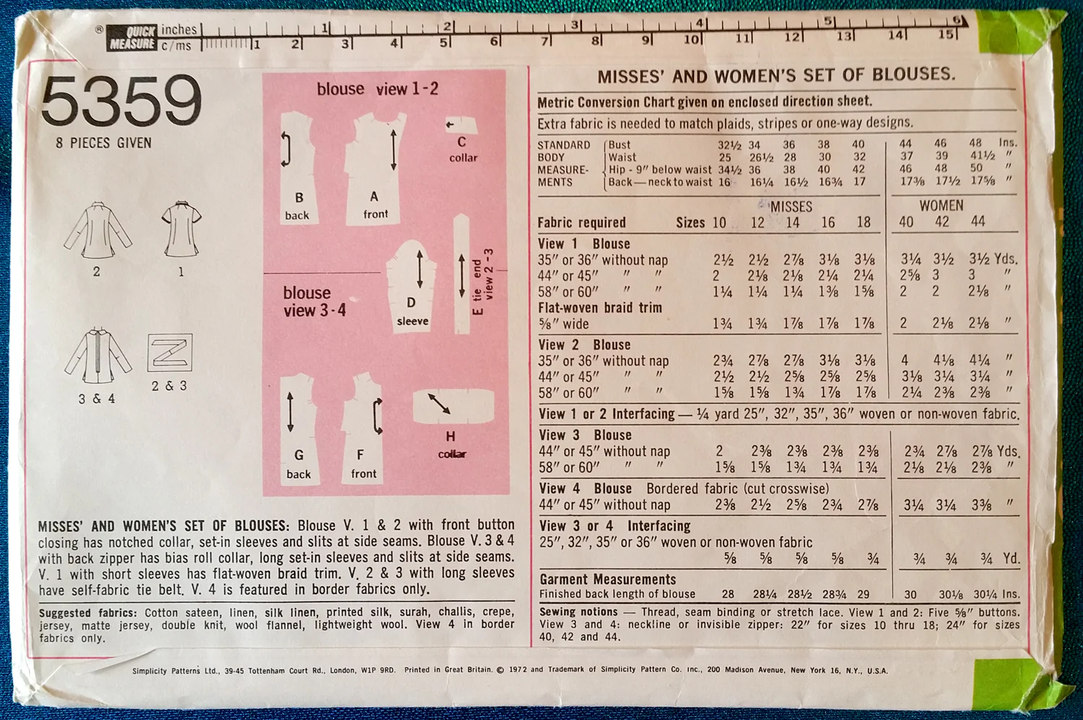 ® QUICK MEASURE inches 1 2 3 4 5 6
c/ms 1 2 3 4 5 6 7 8 9 10 11 12 13 14 15
5359
8 PIECES GIVEN
2 1
3 & 4 2 & 3
blouse view 1-2
B back
A front
C collar
D sleeve
E tie end view 2-3
blouse view 3-4
G back
F front
H collar
MISSES' AND WOMEN'S SET OF BLOUSES: Blouse V. 1 & 2 with front button
closing has notched collar, set-in sleeves and slits at side seams. Blouse V. 3 & 4
with back zipper has bias roll collar, long set-in sleeves and slits at side seams.
V. 1 with short sleeves has flat-woven braid trim. V. 2 & 3 with long sleeves
have self-fabric tie belt. V. 4 is featured in border fabrics only.
Suggested fabrics: Cotton sateen, linen, silk linen, printed silk, surah, challis, crepe,
jersey, matte jersey, double knit, wool flannel, lightweight wool. View 4 in border
fabrics only.
MISSES' AND WOMEN'S SET OF BLOUSES.
Metric Conversion Chart given on enclosed direction sheet.
Extra fabric is needed to match plaids, stripes or one-way designs.
STANDARD Bust 32½ 34 36 38 40 44 46 48 Ins.
BODY Waist 25 26½ 28 30 32 37 39 41½ "
MEASURE- Hip - 9" below waist 34½ 36 38 40 42 46 48 50 "
MENTS Back—neck to waist 16 16¼ 16½ 16¾ 17 17⅜ 17½ 17⅝ "
MISSES WOMEN
Fabric required Sizes 10 12 14 16 18 40 42 44
View 1 Blouse
35" or 36" without nap 2½ 2½ 2⅞ 3⅛ 3⅛ 3¼ 3½ 3½ Yds.
44" or 45" " " 2 2⅛ 2⅛ 2¼ 2¼ 2⅝ 3 3 "
58" or 60" " " 1¼ 1¼ 1¼ 1⅜ 1⅝ 2 2 2⅛ "
Flat-woven braid trim
⅝" wide 1¾ 1¾ 1⅞ 1⅞ 1⅞ 2 2⅛ 2⅛ "
View 2 Blouse
35" or 36" without nap 2¾ 2⅞ 2⅞ 3⅛ 3⅛ 4 4⅛ 4¼ "
44" or 45" " " 2½ 2½ 2⅝ 2⅝ 2⅝ 3⅛ 3¼ 3¼ "
58" or 60" " " 1⅝ 1⅝ 1¾ 1⅞ 1⅞ 2¼ 2⅜ 2⅜ "
View 1 or 2 Interfacing — ¼ yard 25", 32", 35", 36" woven or non-woven fabric.
View 3 Blouse
44" or 45" without nap 2 2⅜ 2⅜ 2⅜ 2⅜ 2¾ 2⅞ 2⅞ Yds.
58" or 60" " " 1⅝ 1⅝ 1¾ 1¾ 1¾ 2⅛ 2⅛ 2⅜ "
View 4 Blouse Bordered fabric (cut crosswise)
44" or 45" without nap 2⅜ 2½ 2⅝ 2¾ 2⅞ 3¼ 3¼ 3⅜ "
View 3 or 4 Interfacing
25", 32", 35" or 36" woven or non-woven fabric
⅝ ⅝ ⅝ ⅝ ¾ ¾ ¾ ¾ Yd.
Garment Measurements
Finished back length of blouse 28 28¼ 28½ 28¾ 29 30 30⅛ 30¼ Ins.
Sewing notions — Thread, seam binding or stretch lace. View 1 and 2: Five ⅝" buttons.
View 3 and 4: neckline or invisible zipper: 22" for sizes 10 thru 18; 24" for sizes
40, 42 and 44.
Simplicity Patterns Ltd., 39-45 Tottenham Court Rd., London, W1P 9RD. Printed in Great Britain. © 1972 and Trademark of Simplicity Pattern Co. Inc., 200 Madison Avenue, New York 16, N.Y., U.S.A.